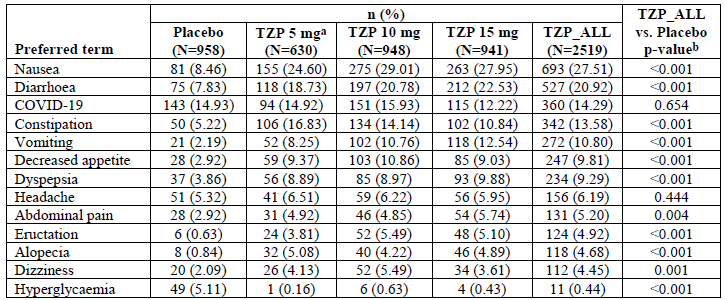 n (%)
TZP_ALL vs. Placebo p-valueᵇ
Preferred term Placebo (N=958) TZP 5 mgᵃ (N=630) TZP 10 mg (N=948) TZP 15 mg (N=941) TZP_ALL (N=2519)
Nausea 81 (8.46) 155 (24.60) 275 (29.01) 263 (27.95) 693 (27.51) <0.001
Diarrhoea 75 (7.83) 118 (18.73) 197 (20.78) 212 (22.53) 527 (20.92) <0.001
COVID-19 143 (14.93) 94 (14.92) 151 (15.93) 115 (12.22) 360 (14.29) 0.654
Constipation 50 (5.22) 106 (16.83) 134 (14.14) 102 (10.84) 342 (13.58) <0.001
Vomiting 21 (2.19) 52 (8.25) 102 (10.76) 118 (12.54) 272 (10.80) <0.001
Decreased appetite 28 (2.92) 59 (9.37) 103 (10.86) 85 (9.03) 247 (9.81) <0.001
Dyspepsia 37 (3.86) 56 (8.89) 85 (8.97) 93 (9.88) 234 (9.29) <0.001
Headache 51 (5.32) 41 (6.51) 59 (6.22) 56 (5.95) 156 (6.19) 0.444
Abdominal pain 28 (2.92) 31 (4.92) 46 (4.85) 54 (5.74) 131 (5.20) 0.004
Eructation 6 (0.63) 24 (3.81) 52 (5.49) 48 (5.10) 124 (4.92) <0.001
Alopecia 8 (0.84) 32 (5.08) 40 (4.22) 46 (4.89) 118 (4.68) <0.001
Dizziness 20 (2.09) 26 (4.13) 52 (5.49) 34 (3.61) 112 (4.45) 0.001
Hyperglycaemia 49 (5.11) 1 (0.16) 6 (0.63) 4 (0.43) 11 (0.44) <0.001